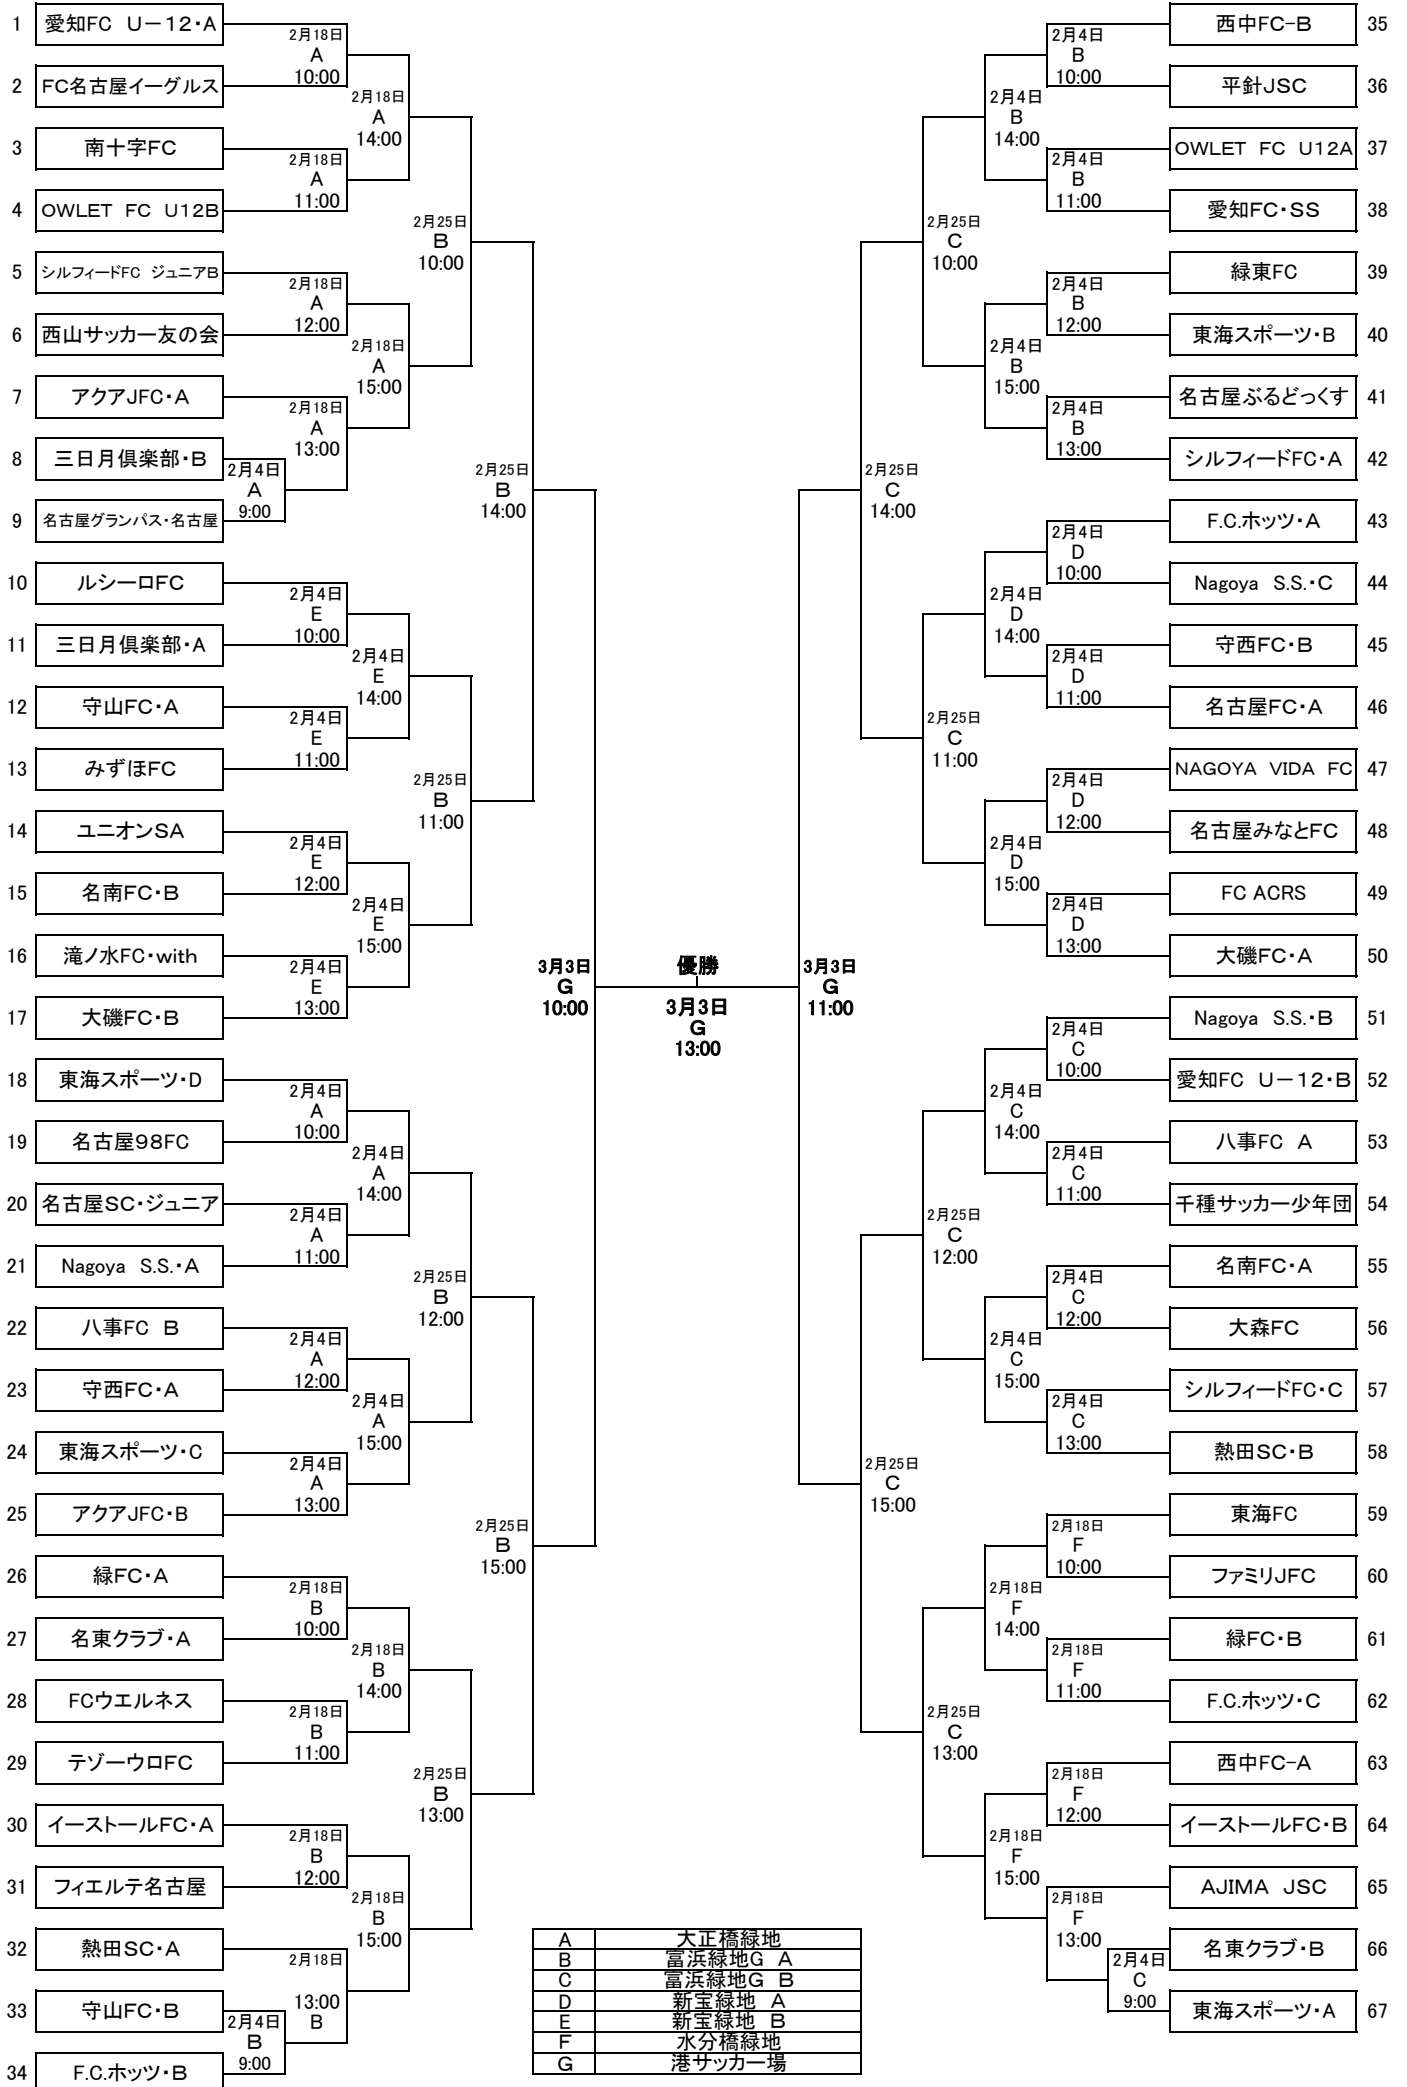 1 愛知FC U－12・A
2 FC名古屋イーグルス
3 南十字FC
4 OWLET FC U12B
5 シルフィードFC ジュニアB
6 西山サッカー友の会
7 アクアJFC・A
8 三日月倶楽部・B
9 名古屋グランパス・名古屋
10 ルシーロFC
11 三日月倶楽部・A
12 守山FC・A
13 みずほFC
14 ユニオンSA
15 名南FC・B
16 滝ノ水FC・with
17 大磯FC・B
18 東海スポーツ・D
19 名古屋98FC
20 名古屋SC・ジュニア
21 Nagoya S.S.・A
22 八事FC B
23 守西FC・A
24 東海スポーツ・C
25 アクアJFC・B
26 緑FC・A
27 名東クラブ・A
28 FCウエルネス
29 テゾーウロFC
30 イーストールFC・A
31 フィエルテ名古屋
32 熱田SC・A
33 守山FC・B
34 F.C.ホッツ・B
2月4日
A
9:00
2月4日
B
9:00
2月18日
A
10:00
2月18日
A
11:00
2月18日
A
12:00
2月18日
A
13:00
2月4日
E
10:00
2月4日
E
11:00
2月4日
E
12:00
2月4日
E
13:00
2月4日
A
10:00
2月4日
A
11:00
2月4日
A
12:00
2月4日
A
13:00
2月18日
B
10:00
2月18日
B
11:00
2月18日
B
12:00
2月18日
13:00
B
2月18日
A
14:00
2月18日
A
15:00
2月4日
E
14:00
2月4日
E
15:00
2月4日
A
14:00
2月4日
A
15:00
2月18日
B
14:00
2月18日
B
15:00
2月25日
B
10:00
2月25日
B
11:00
2月25日
B
12:00
2月25日
B
13:00
2月25日
B
14:00
2月25日
B
15:00
3月3日
G
10:00
優勝
3月3日
G
13:00
3月3日
G
11:00
2月25日
C
14:00
2月25日
C
15:00
2月25日
C
10:00
2月25日
C
11:00
2月25日
C
12:00
2月25日
C
13:00
2月4日
B
14:00
2月4日
B
15:00
2月4日
D
14:00
2月4日
D
15:00
2月4日
C
14:00
2月4日
C
15:00
2月18日
F
14:00
2月18日
F
15:00
2月4日
B
10:00
2月4日
B
11:00
2月4日
B
12:00
2月4日
B
13:00
2月4日
D
10:00
2月4日
D
11:00
2月4日
D
12:00
2月4日
D
13:00
2月4日
C
10:00
2月4日
C
11:00
2月4日
C
12:00
2月4日
C
13:00
2月18日
F
10:00
2月18日
F
11:00
2月18日
F
12:00
2月18日
F
13:00
2月4日
C
9:00
西中FC-B 35
平針JSC 36
OWLET FC U12A 37
愛知FC・SS 38
緑東FC 39
東海スポーツ・B 40
名古屋ぶるどっくす 41
シルフィードFC・A 42
F.C.ホッツ・A 43
Nagoya S.S.・C 44
守西FC・B 45
名古屋FC・A 46
NAGOYA VIDA FC 47
名古屋みなとFC 48
FC ACRS 49
大磯FC・A 50
Nagoya S.S.・B 51
愛知FC U－12・B 52
八事FC A 53
千種サッカー少年団 54
名南FC・A 55
大森FC 56
シルフィードFC・C 57
熱田SC・B 58
東海FC 59
ファミリJFC 60
緑FC・B 61
F.C.ホッツ・C 62
西中FC-A 63
イーストールFC・B 64
AJIMA JSC 65
名東クラブ・B 66
東海スポーツ・A 67
A 大正橋緑地
B 富浜緑地G A
C 富浜緑地G B
D 新宝緑地 A
E 新宝緑地 B
F 水分橋緑地
G 港サッカー場